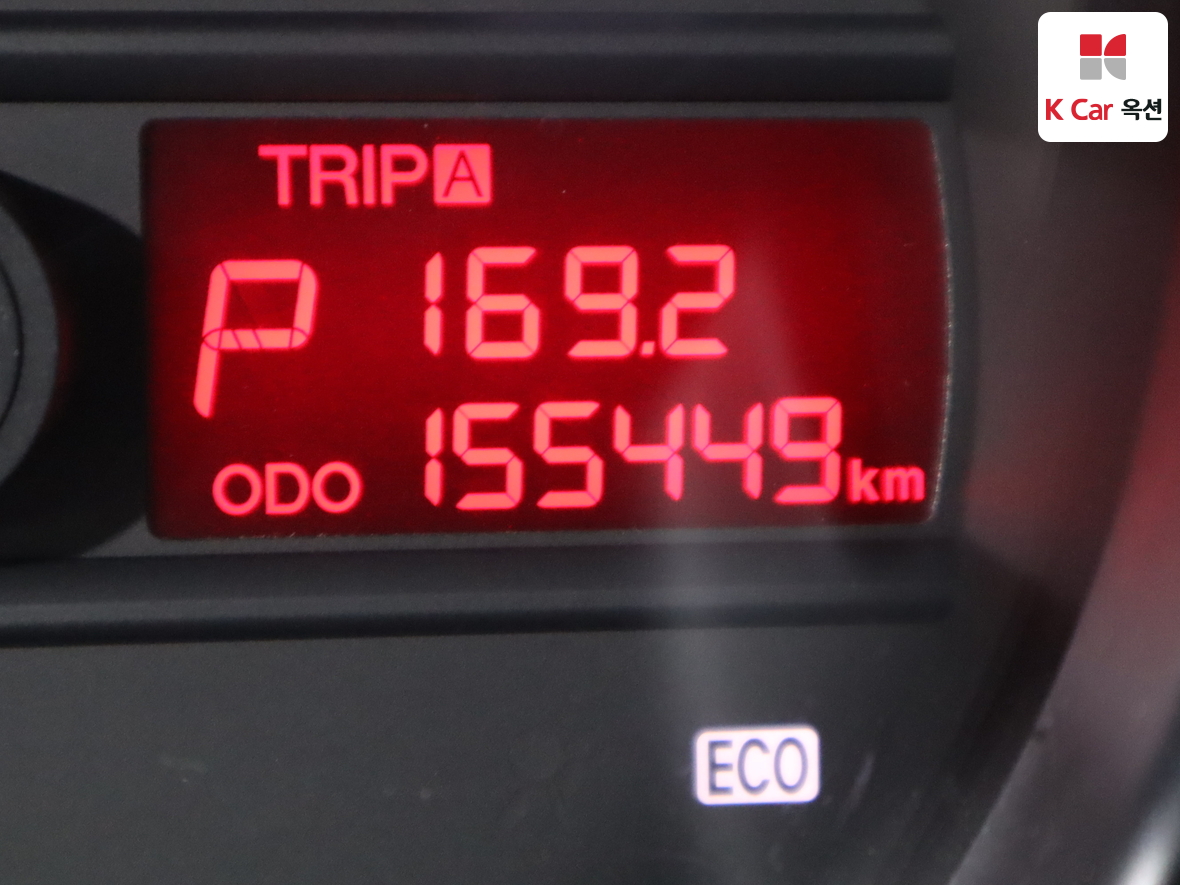 K Car 옥션
TRIP A
P 169.2
ODO 155449 km
ECO